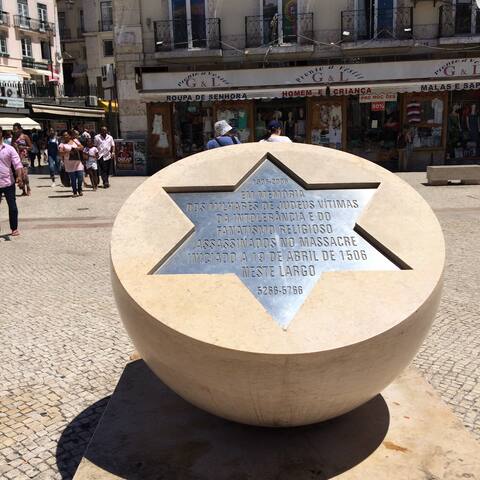 1506-2006
EM MEMÓRIA
DOS MILHARES DE JUDEUS VÍTIMAS
DA INTOLERÂNCIA E DO
FANATISMO RELIGIOSO
ASSASSINADOS NO MASSACRE
INICIADO A 19 DE ABRIL DE 1506
NESTE LARGO
5266-5766
G & L
G & L
G & L
ROUPA DE SENHORA
HOMEM E CRIANÇA
MALAS E